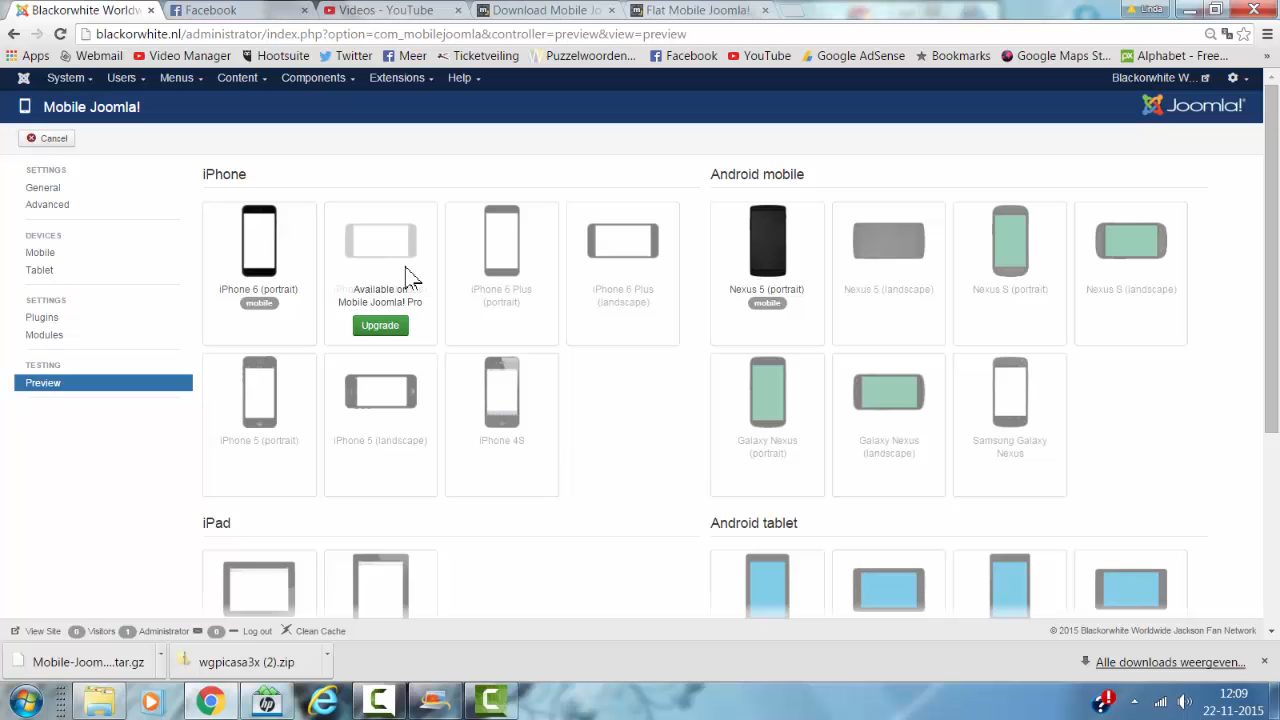 Blackorwhite Worldw
Facebook
Videos - YouTube
Download Mobile Jo
Flat Mobile Joomla!
Linda
blackorwhite.nl/administrator/index.php?option=com_mobilejoomla&controller=preview&view=preview
Apps Webmail Video Manager Hootsuite Twitter Meer Ticketveiling Puzzelwoorden... Facebook YouTube Google AdSense Bookmarks Google Maps St... Alphabet - Free... »
System Users Menus Content Components Extensions Help Blackorwhite W...
Mobile Joomla!
Joomla!
Cancel
SETTINGS
General
Advanced
DEVICES
Mobile
Tablet
SETTINGS
Plugins
Modules
TESTING
Preview
iPhone
iPhone 6 (portrait)
mobile
Available on
Mobile Joomla! Pro
Upgrade
iPhone 6 Plus
(portrait)
iPhone 6 Plus
(landscape)
iPhone 5 (portrait)
iPhone 5 (landscape)
iPhone 4S
Android mobile
Nexus 5 (portrait)
mobile
Nexus 5 (landscape)
Nexus S (portrait)
Nexus S (landscape)
Galaxy Nexus
(portrait)
Galaxy Nexus
(landscape)
Samsung Galaxy
Nexus
iPad
Android tablet
View Site 0 Visitors 1 Administrator 0 Log out Clean Cache
© 2015 Blackorwhite Worldwide Jackson Fan Network
Mobile-Joom....tar.gz
wgpicasa3x (2).zip
Alle downloads weergeven...
12:09
22-11-2015